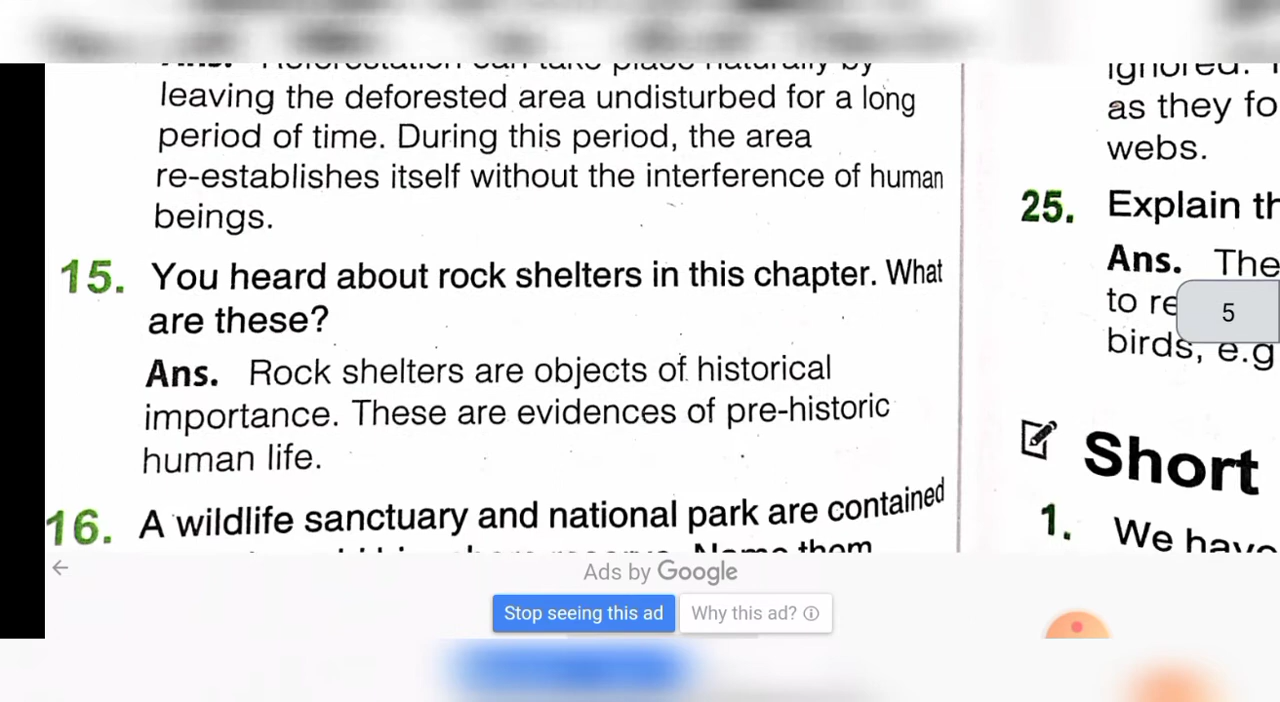 leaving the deforested area undisturbed for a long
period of time. During this period, the area
re-establishes itself without the interference of human
beings.
15. You heard about rock shelters in this chapter. What
are these?
Ans. Rock shelters are objects of historical
importance. These are evidences of pre-historic
human life.
16. A wildlife sanctuary and national park are contained
them
as they fo
webs.
25. Explain th
Ans. The
to re
birds, e.g
5
Short
1. We have
Ads by Google
Stop seeing this ad
Why this ad?